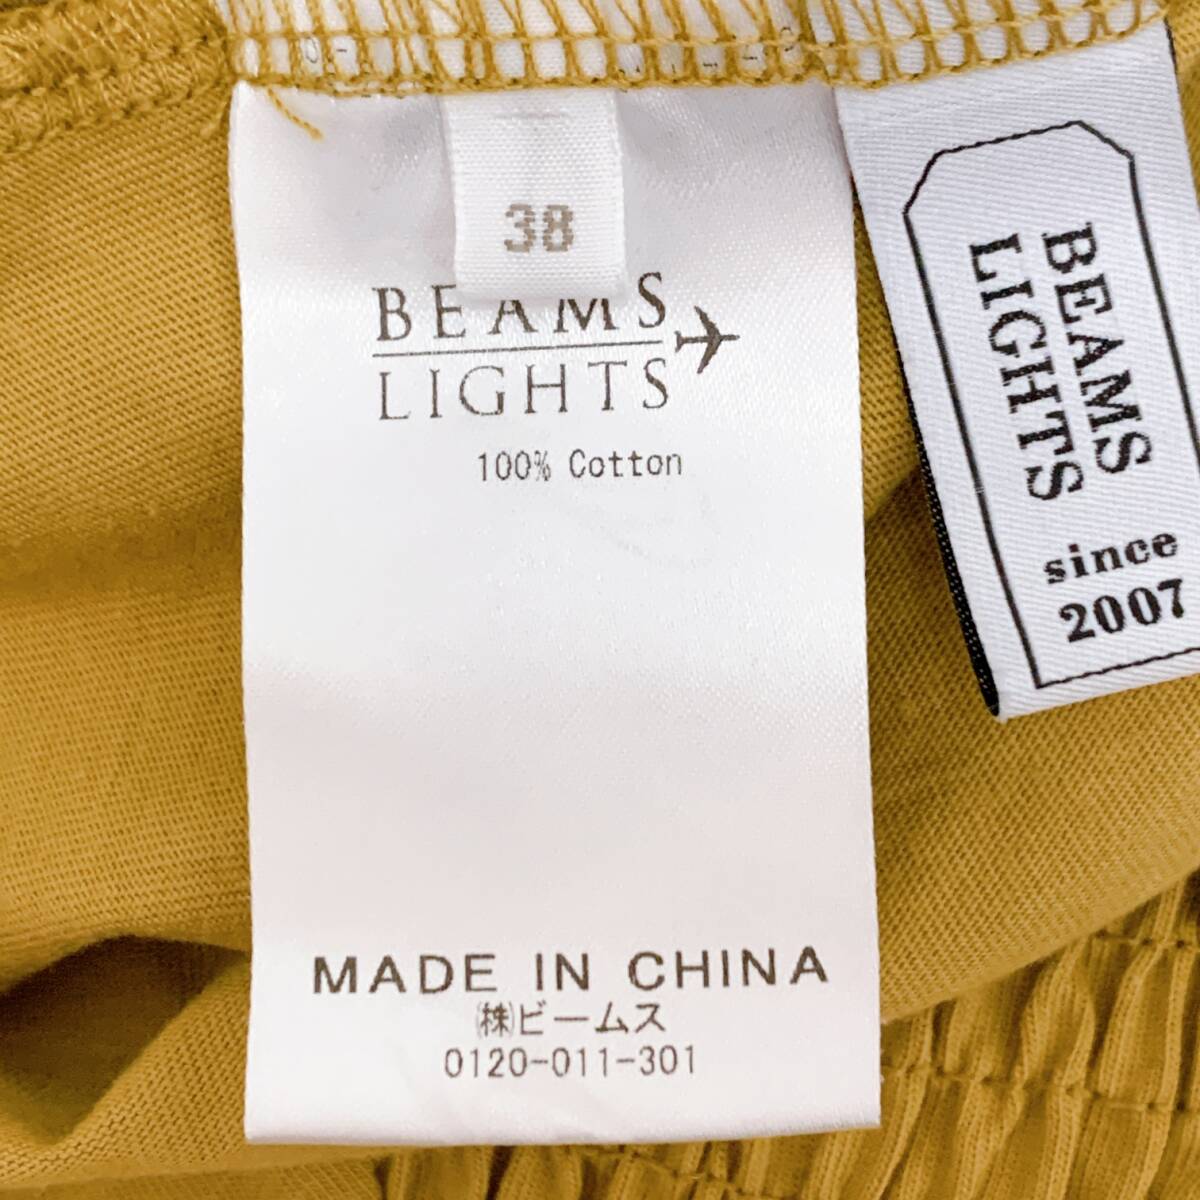 38
BEAMS
LIGHTS
100% Cotton
MADE IN CHINA
㈱ビームス
0120-011-301
BEAMS
LIGHTS
since
2007